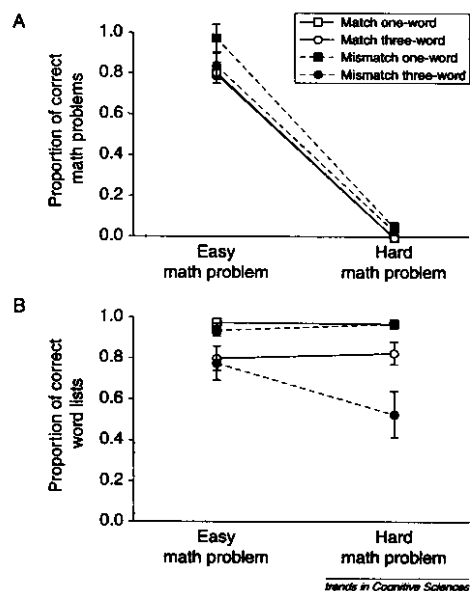 A
Match one-word
Match three-word
Mismatch one-word
Mismatch three-word
Proportion of correct
math problems
1.0
0.8
0.6
0.4
0.2
0.0
Easy
math problem
Hard
math problem
B
Proportion of correct
word lists
1.0
0.8
0.6
0.4
0.2
0.0
Easy
math problem
Hard
math problem
trends in Cognitive Sciences